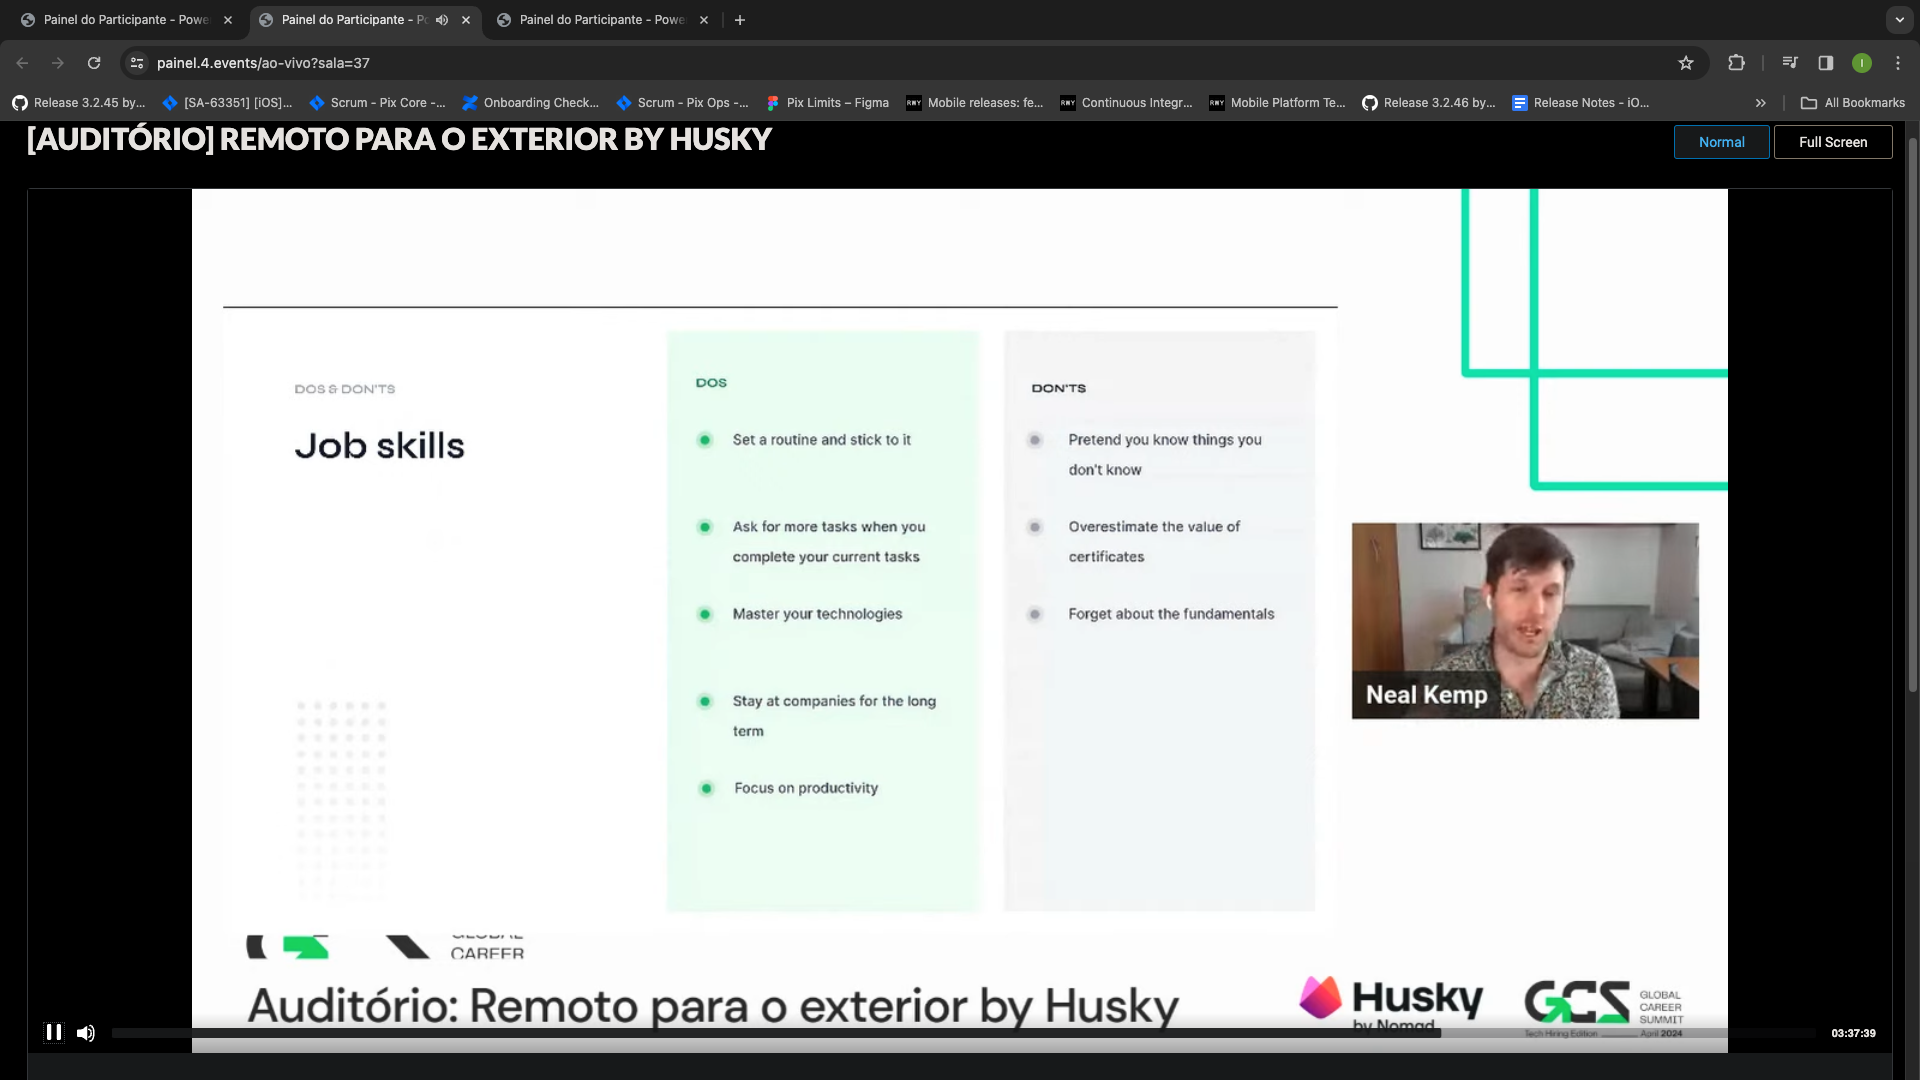 Painel do Participante - Powe
Painel do Participante - Po
Painel do Participante - Powe
painel.4.events/ao-vivo?sala=37
I
Release 3.2.45 by...
[SA-63351] [iOS]...
Scrum - Pix Core -...
Onboarding Check...
Scrum - Pix Ops -...
Pix Limits – Figma
RWY
Mobile releases: fe...
RWY
Continuous Integr...
RWY
Mobile Platform Te...
Release 3.2.46 by...
Release Notes - iO...
All Bookmarks
[AUDITÓRIO] REMOTO PARA O EXTERIOR BY HUSKY
Normal
Full Screen
DOS & DON'TS
Job skills
DOS
Set a routine and stick to it
Ask for more tasks when you
complete your current tasks
Master your technologies
Stay at companies for the long
term
Focus on productivity
DON'TS
Pretend you know things you
don't know
Overestimate the value of
certificates
Forget about the fundamentals
Neal Kemp
GLOBAL
CAREER
Auditório: Remoto para o exterior by Husky
Husky
by Nomad
GCS
GLOBAL
CAREER
SUMMIT
Tech Hiring Edition
April 2024
03:37:39